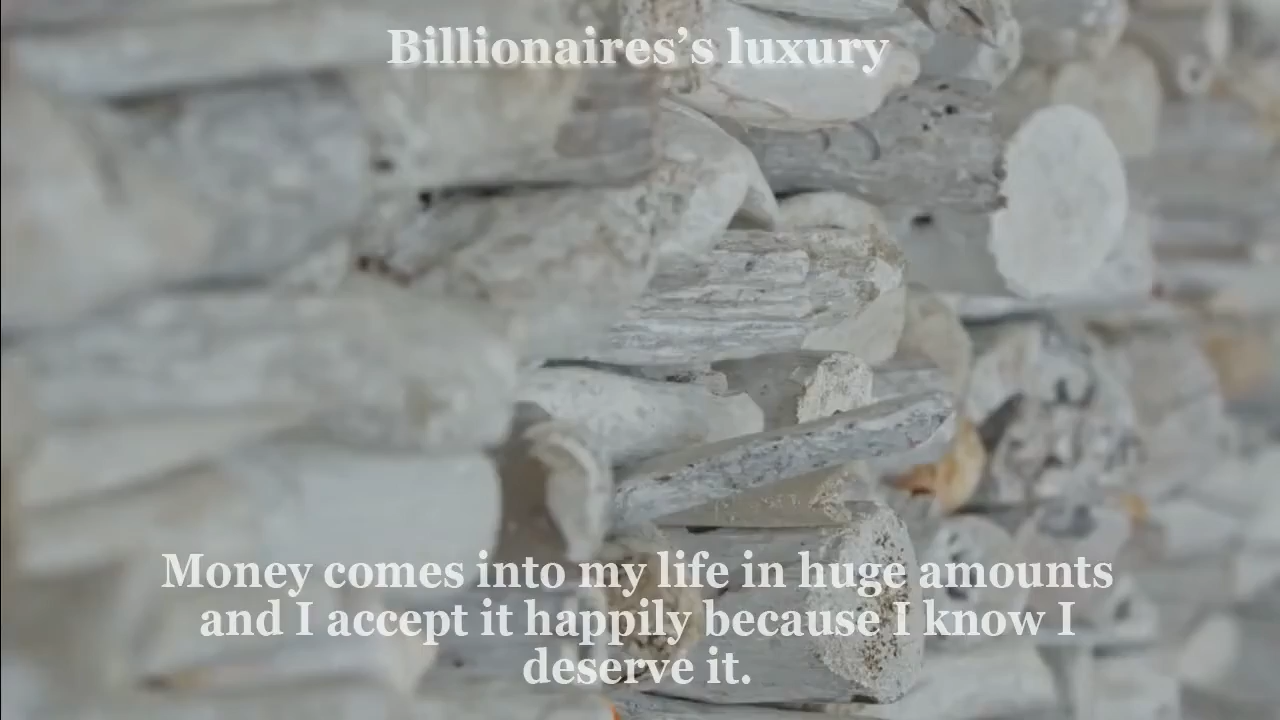 Billionaires’s luxury
Money comes into my life in huge amounts
and I accept it happily because I know I
deserve it.